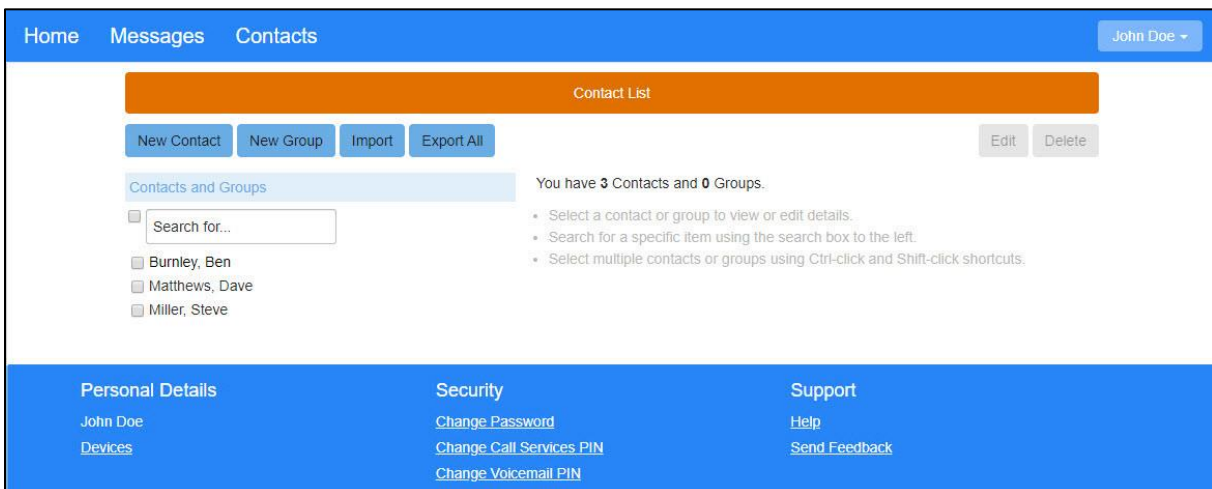 Home Messages Contacts John Doe
Contact List
New Contact New Group Import Export All Edit Delete
Contacts and Groups
Search for...
Burnley, Ben
Matthews, Dave
Miller, Steve
You have 3 Contacts and 0 Groups.
Select a contact or group to view or edit details.
Search for a specific item using the search box to the left.
Select multiple contacts or groups using Ctrl-click and Shift-click shortcuts.
Personal Details
John Doe
Devices
Security
Change Password
Change Call Services PIN
Change Voicemail PIN
Support
Help
Send Feedback